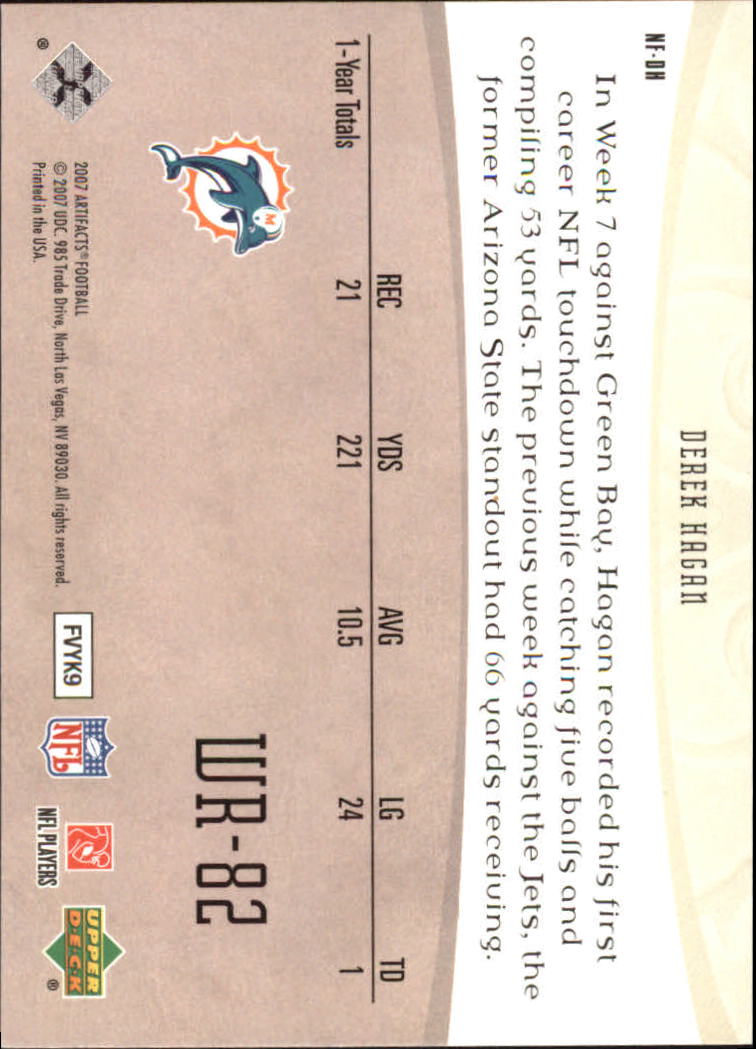 NF-DH
DEREK HAGAN
In Week 7 against Green Bay, Hagan recorded his first
career NFL touchdown while catching five balls and
compiling 53 yards. The previous week against the Jets, the
former Arizona State standout had 66 yards receiving.
REC YDS AVG LG TD
1-Year Totals 21 221 10.5 24 1
M
WR-82
2007 ARTIFACTS® FOOTBALL
© 2007 UDC. 985 Trade Drive, North Las Vegas, NV 89030. All rights reserved.
Printed in the USA.
®
FVYK9
NFL
NFL PLAYERS
UPPER
DECK
®